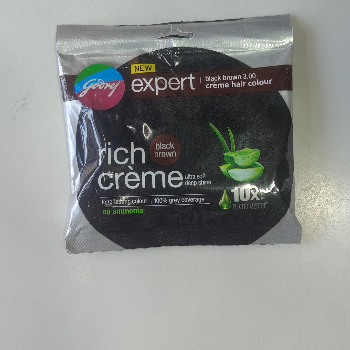 Godrej
NEW
expert
black brown 3.00
crème hair colour
rich
crème
black
brown
ultra soft
deep shine
long lasting colour | 100% grey coverage
no ammonia
10X